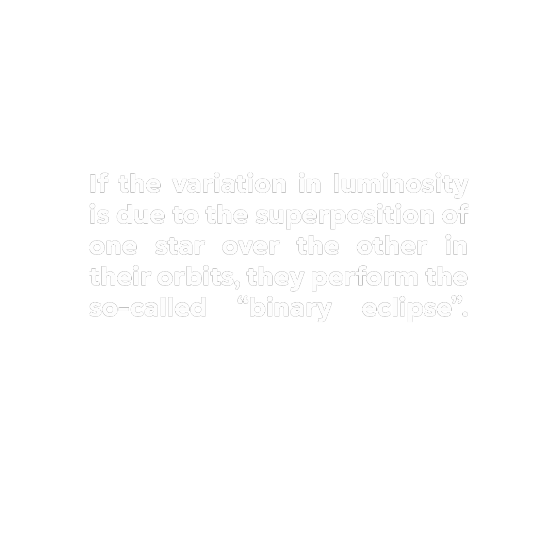 If the variation in luminosity
is due to the superposition of
one star over the other in
their orbits, they perform the
so-called “binary eclipse”.